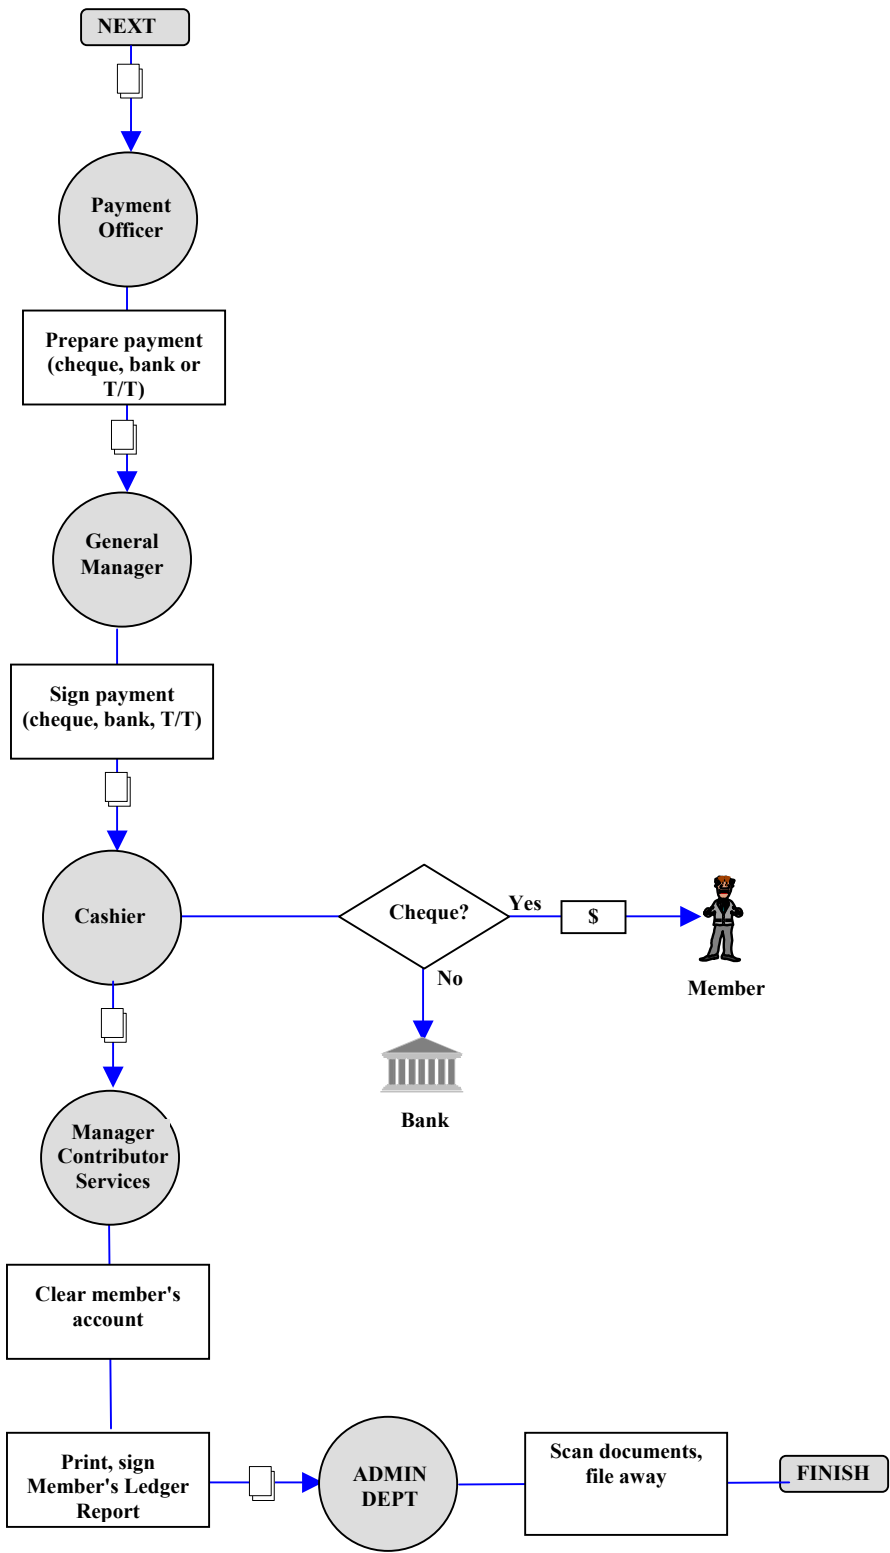 NEXT
Payment
Officer
Prepare payment
(cheque, bank or
T/T)
General
Manager
Sign payment
(cheque, bank, T/T)
Cashier
Cheque?
Yes
$
Member
No
Bank
Manager
Contributor
Services
Clear member's
account
Print, sign
Member's Ledger
Report
ADMIN
DEPT
Scan documents,
file away
FINISH